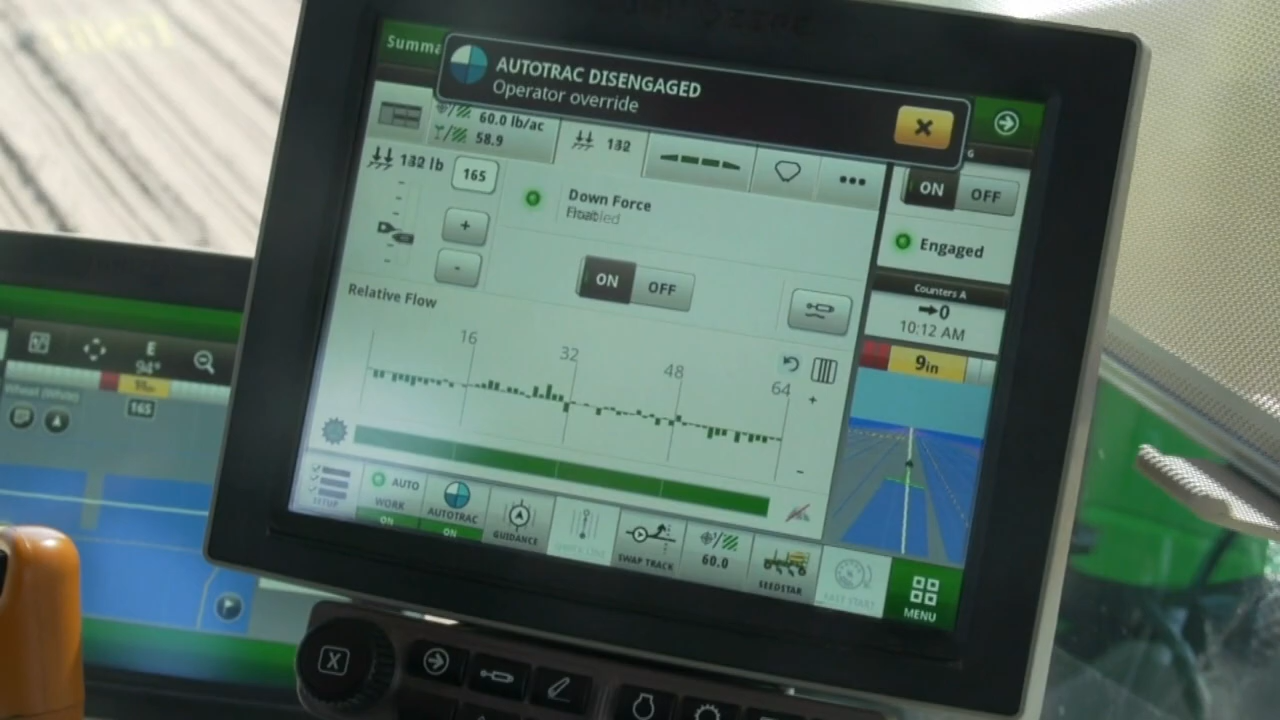 Summa
AUTOTRAC DISENGAGED
Operator override
60.0 lb/ac
58.9
132
132 lb
165
Down Force
+
-
ON OFF
ON OFF
Engaged
Counters A
0
10:12 AM
9in
Relative Flow
16
32
48
64
+
-
SETUP
AUTO
WORK
ON
AUTOTRAC
ON
GUIDANCE
SWAP TRACK
60.0
SEEDSTAR
MENU
E
94°
165
P
X